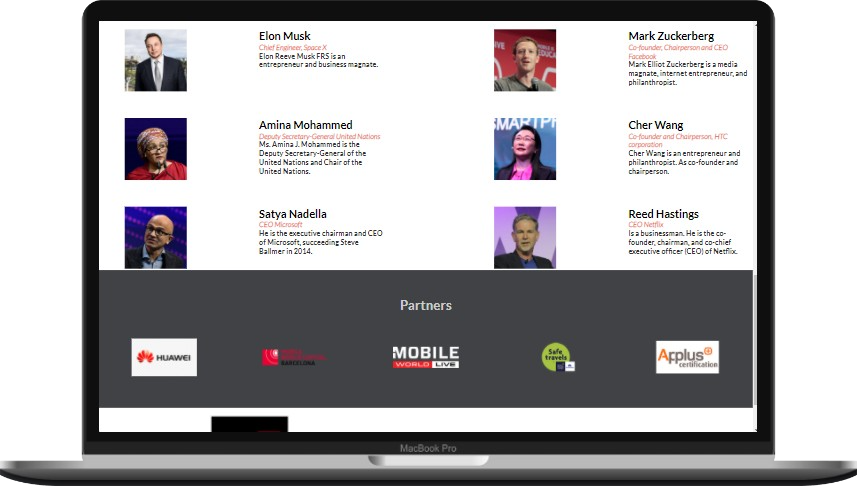 Elon Musk
Chief Engineer, Space X
Elon Reeve Musk FRS is an
entrepreneur and business magnate.
Mark Zuckerberg
Co-founder, Chairperson and CEO
Facebook
Mark Elliot Zuckerberg is a media
magnate, internet entrepreneur, and
philanthropist.
Amina Mohammed
Deputy Secretary-General United Nations
Ms. Amina J. Mohammed is the
Deputy Secretary-General of the
United Nations and Chair of the
United Nations.
SMARTPH
Cher Wang
Co-founder and Chairperson, HTC
corporation
Cher Wang is an entrepreneur and
philanthropist. As co-founder and
chairperson.
Satya Nadella
CEO Microsoft
He is the executive chairman and CEO
of Microsoft, succeeding Steve
Ballmer in 2014.
Reed Hastings
CEO Netflix
Is a businessman. He is the co-
founder, chairman, and co-chief
executive officer (CEO) of Netflix.
Partners
HUAWEI
BARCELONA
MOBILE
WORLD LIVE
Safe
travels
Applus
certification
MacBook Pro